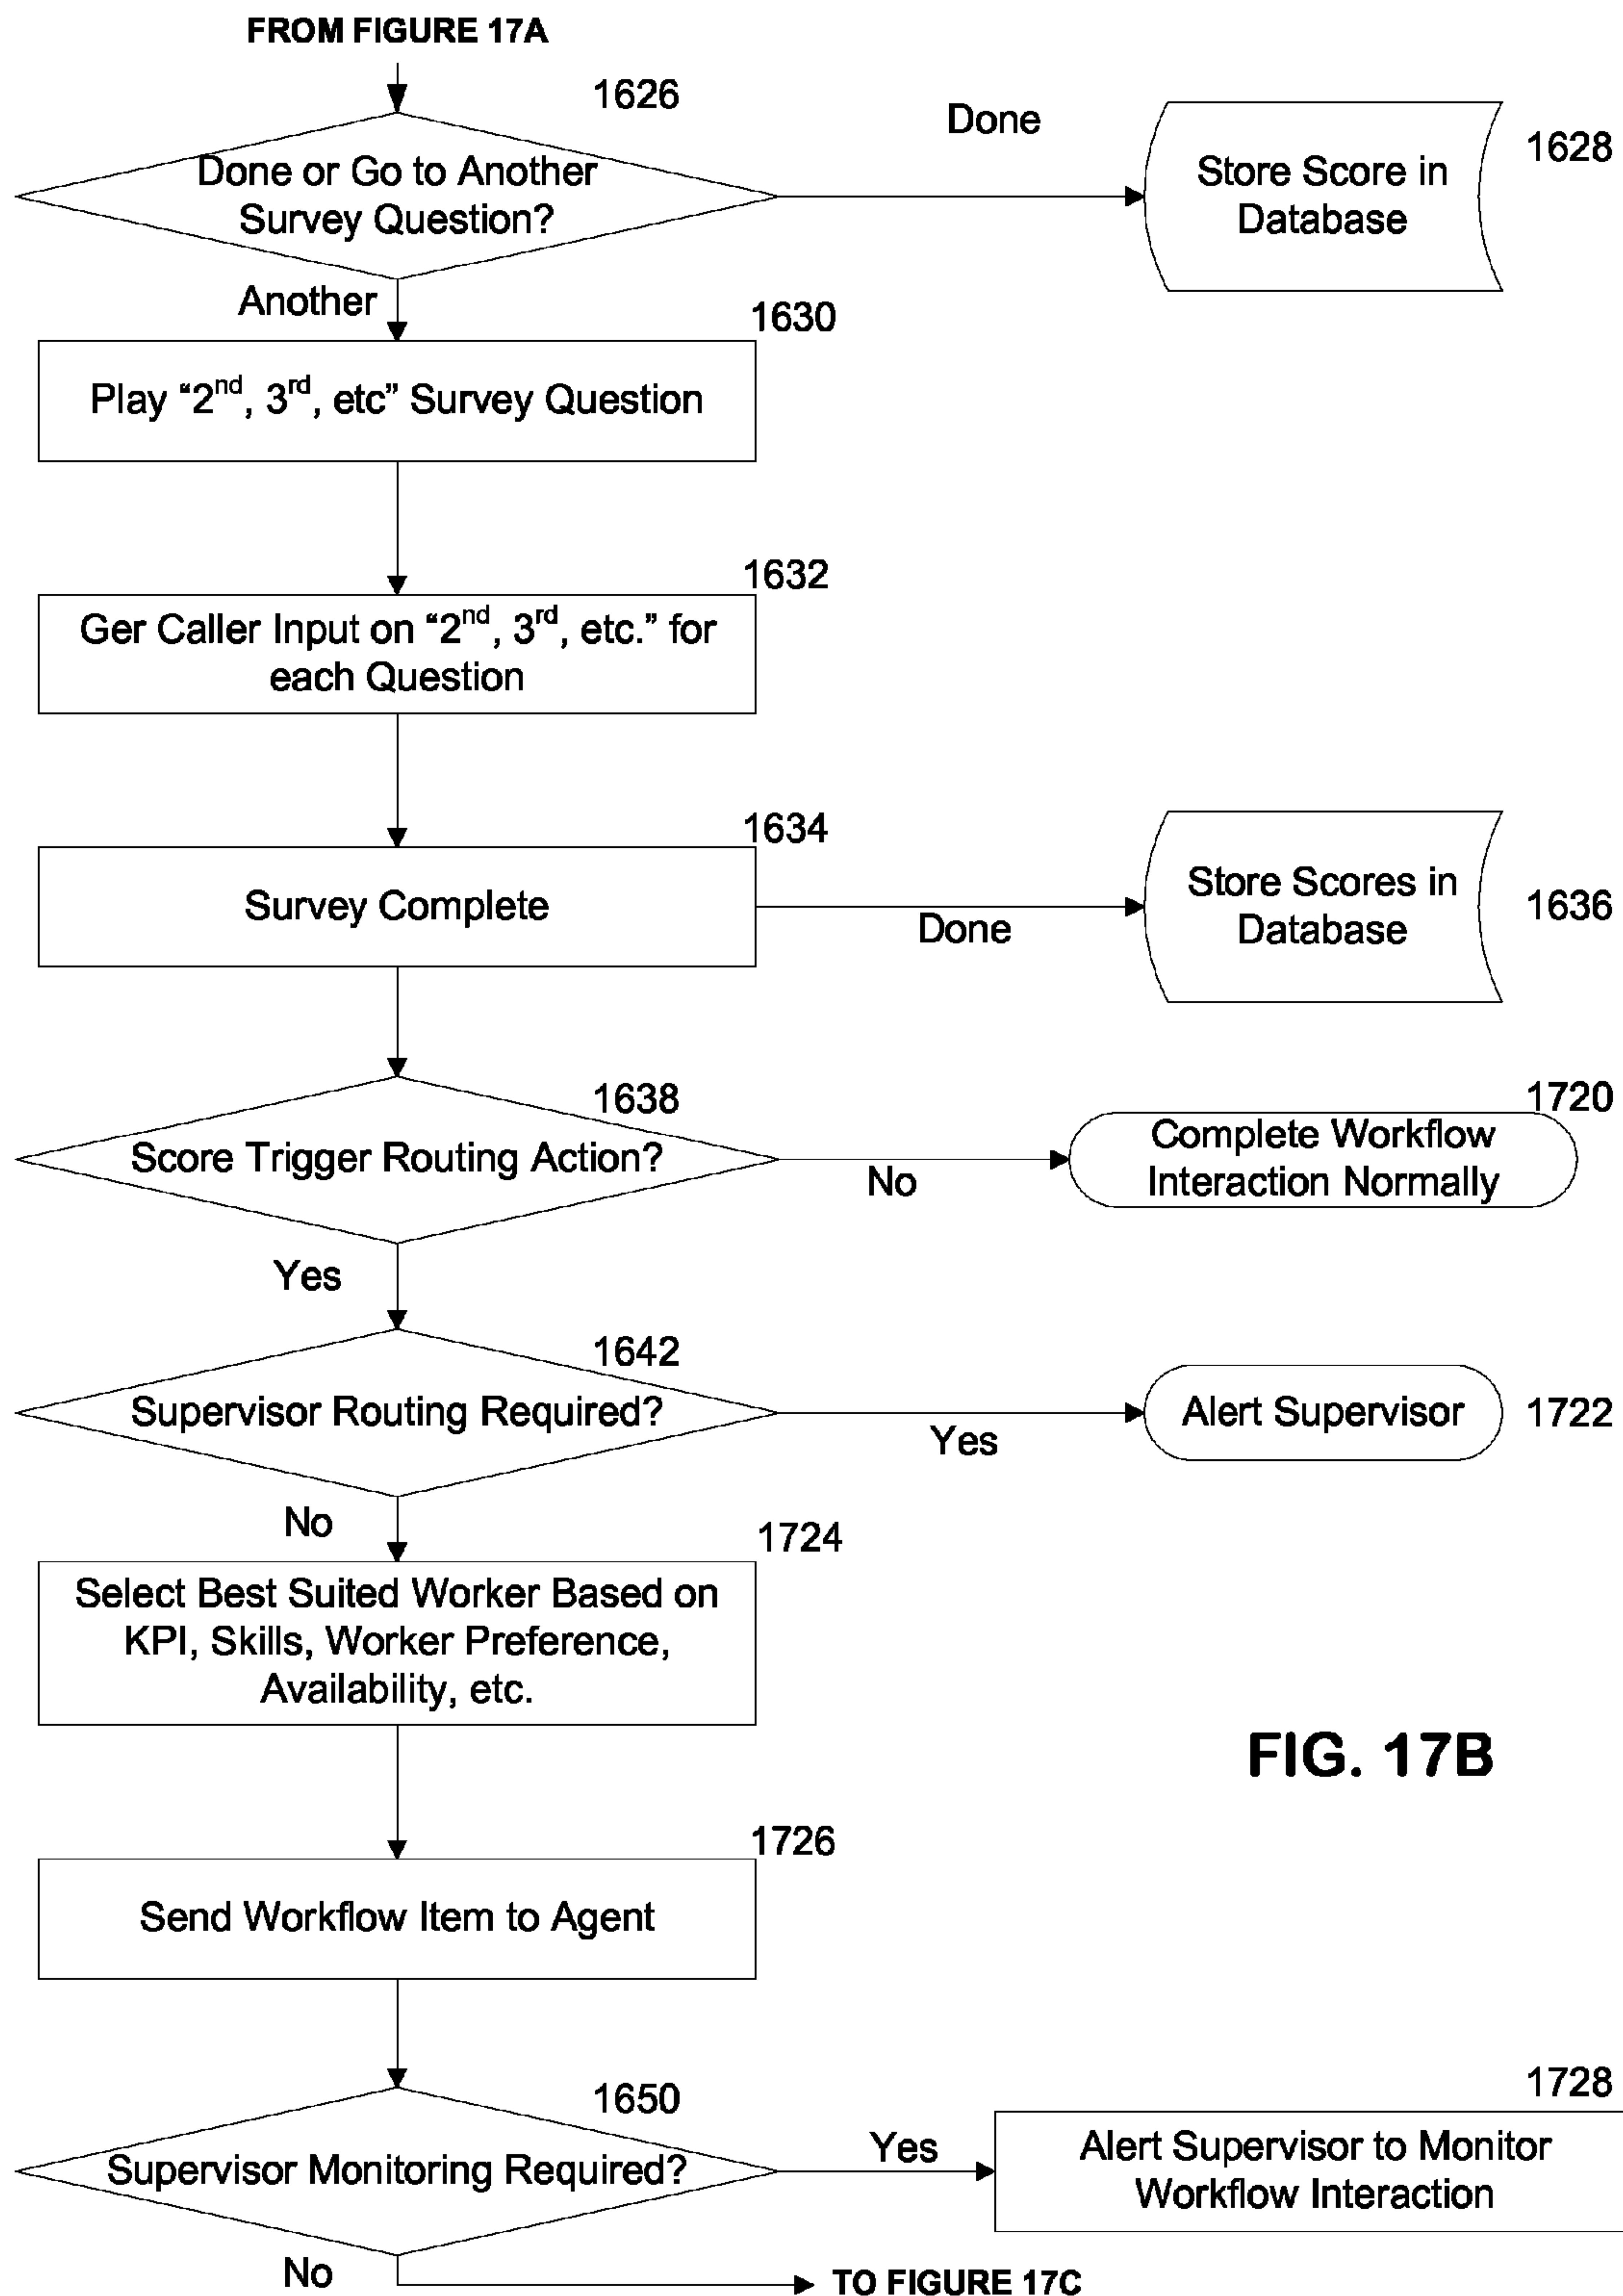 FROM FIGURE 17A
1626
Done or Go to Another
Survey Question?
Done
Store Score in
Database
1628
Another
1630
Play “2nd, 3rd, etc” Survey Question
1632
Ger Caller Input on “2nd, 3rd, etc.” for
each Question
1634
Survey Complete
Done
Store Scores in
Database
1636
1638
Score Trigger Routing Action?
No
1720
Complete Workflow
Interaction Normally
Yes
1642
Supervisor Routing Required?
Yes
Alert Supervisor
1722
No
1724
Select Best Suited Worker Based on
KPI, Skills, Worker Preference,
Availability, etc.
FIG. 17B
1726
Send Workflow Item to Agent
1650
Supervisor Monitoring Required?
Yes
1728
Alert Supervisor to Monitor
Workflow Interaction
No
TO FIGURE 17C